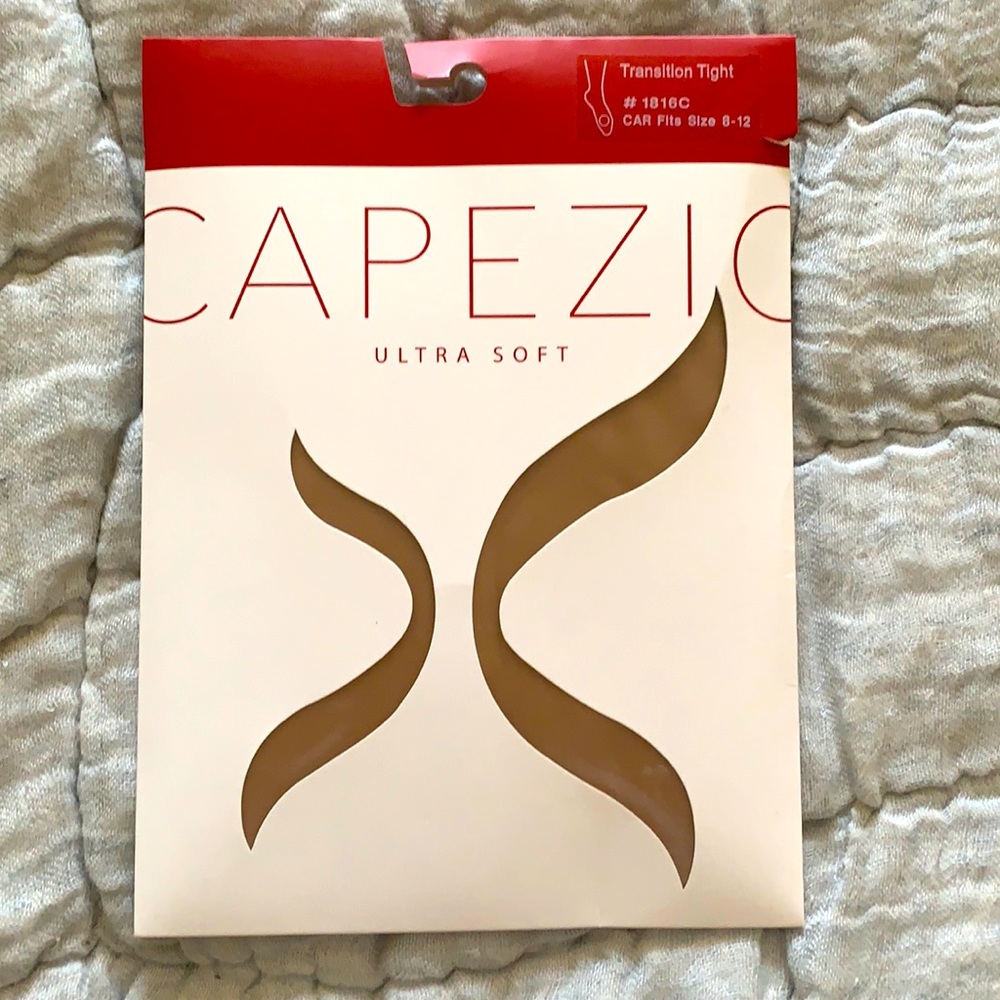 Transition Tight
# 1816C
CAR Fits Size 8-12
CAPEZIO
ULTRA SOFT